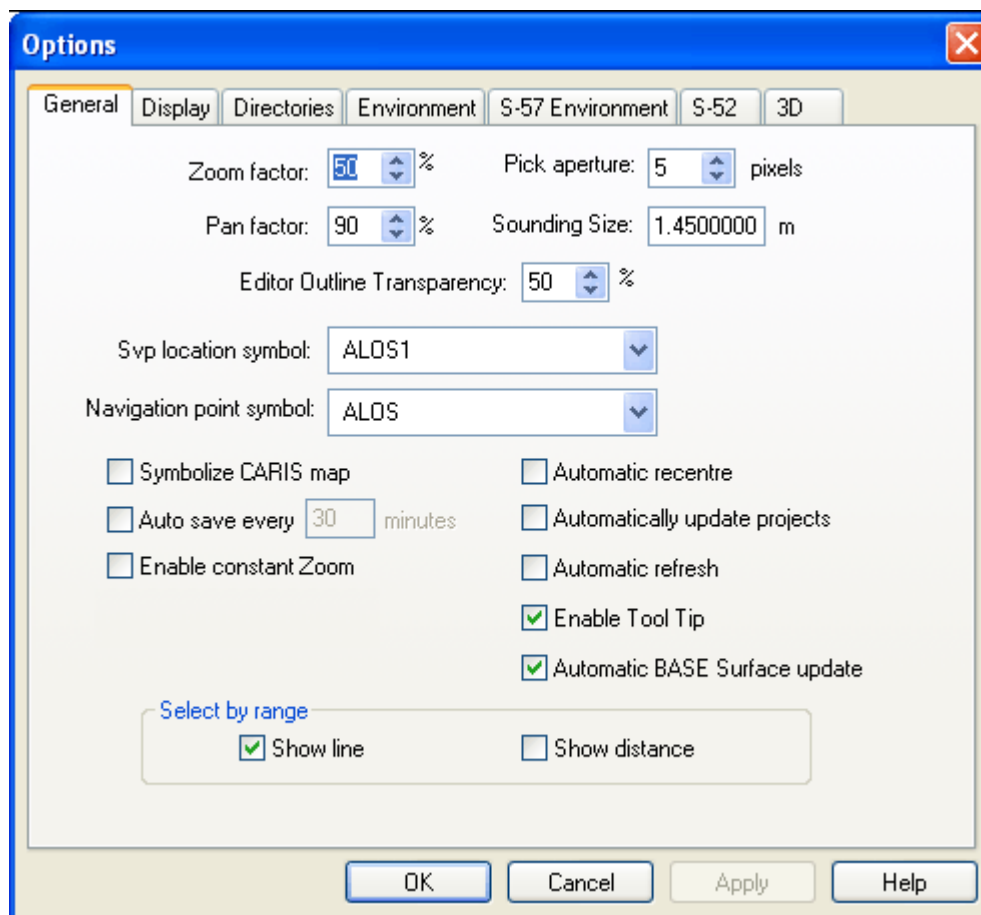 Options
General Display Directories Environment S-57 Environment S-52 3D
Zoom factor: 50 % Pick aperture: 5 pixels
Pan factor: 90 % Sounding Size: 1.4500000 m
Editor Outline Transparency: 50 %
Svp location symbol: ALOS1
Navigation point symbol: ALOS
Symbolize CARIS map Automatic recentre
Auto save every 30 minutes Automatically update projects
Enable constant Zoom Automatic refresh
Enable Tool Tip
Automatic BASE Surface update
Select by range
Show line Show distance
OK Cancel Apply Help